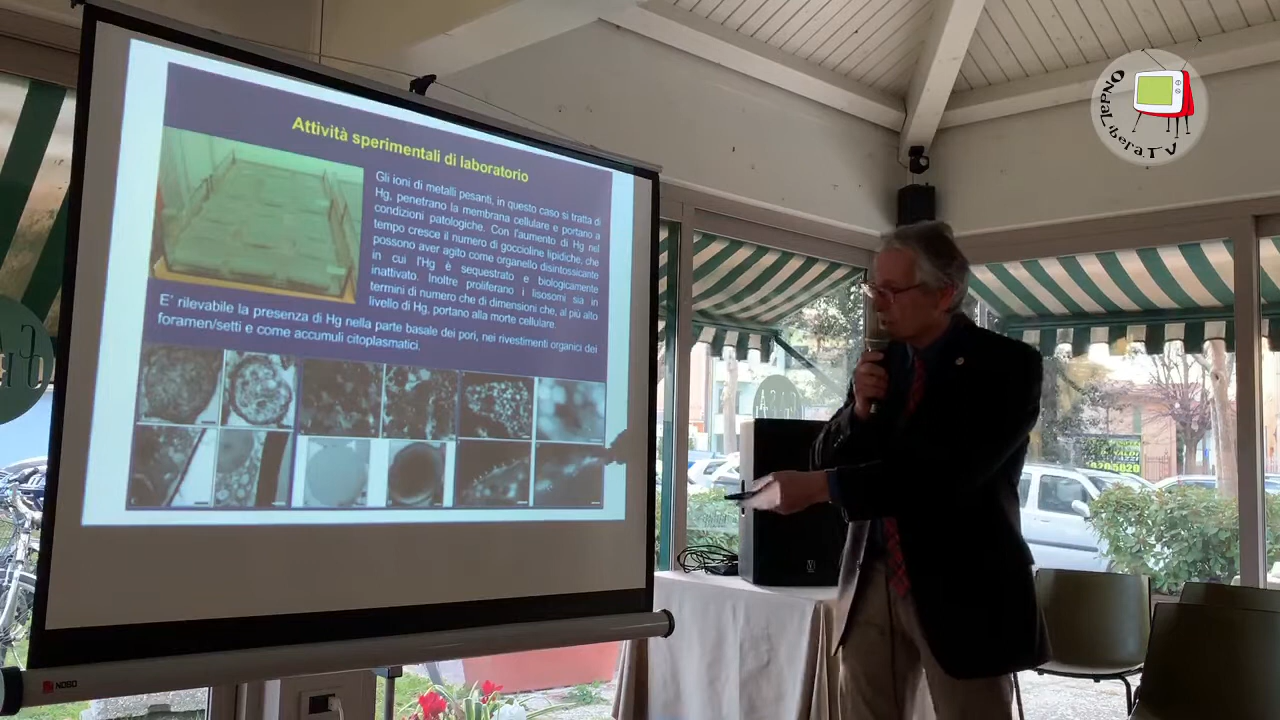 Attività sperimentali di laboratorio
Gli ioni di metalli pesanti, in questo caso si tratta di
Hg, penetrano la membrana cellulare e portano a
condizioni patologiche. Con l'aumento di Hg nel
tempo cresce il numero di goccioline lipidiche, che
possono aver agito come organello disintossicante
in cui l'Hg è sequestrato e biologicamente
inattivato. Inoltre proliferano i lisosomi sia in
termini di numero che di dimensioni che, al più alto
livello di Hg, portano alla morte cellulare.
E' rilevabile la presenza di Hg nella parte basale dei pori, nei rivestimenti organici dei
foramen/setti e come accumuli citoplasmatici.
OndaLibera.TV
NOBO